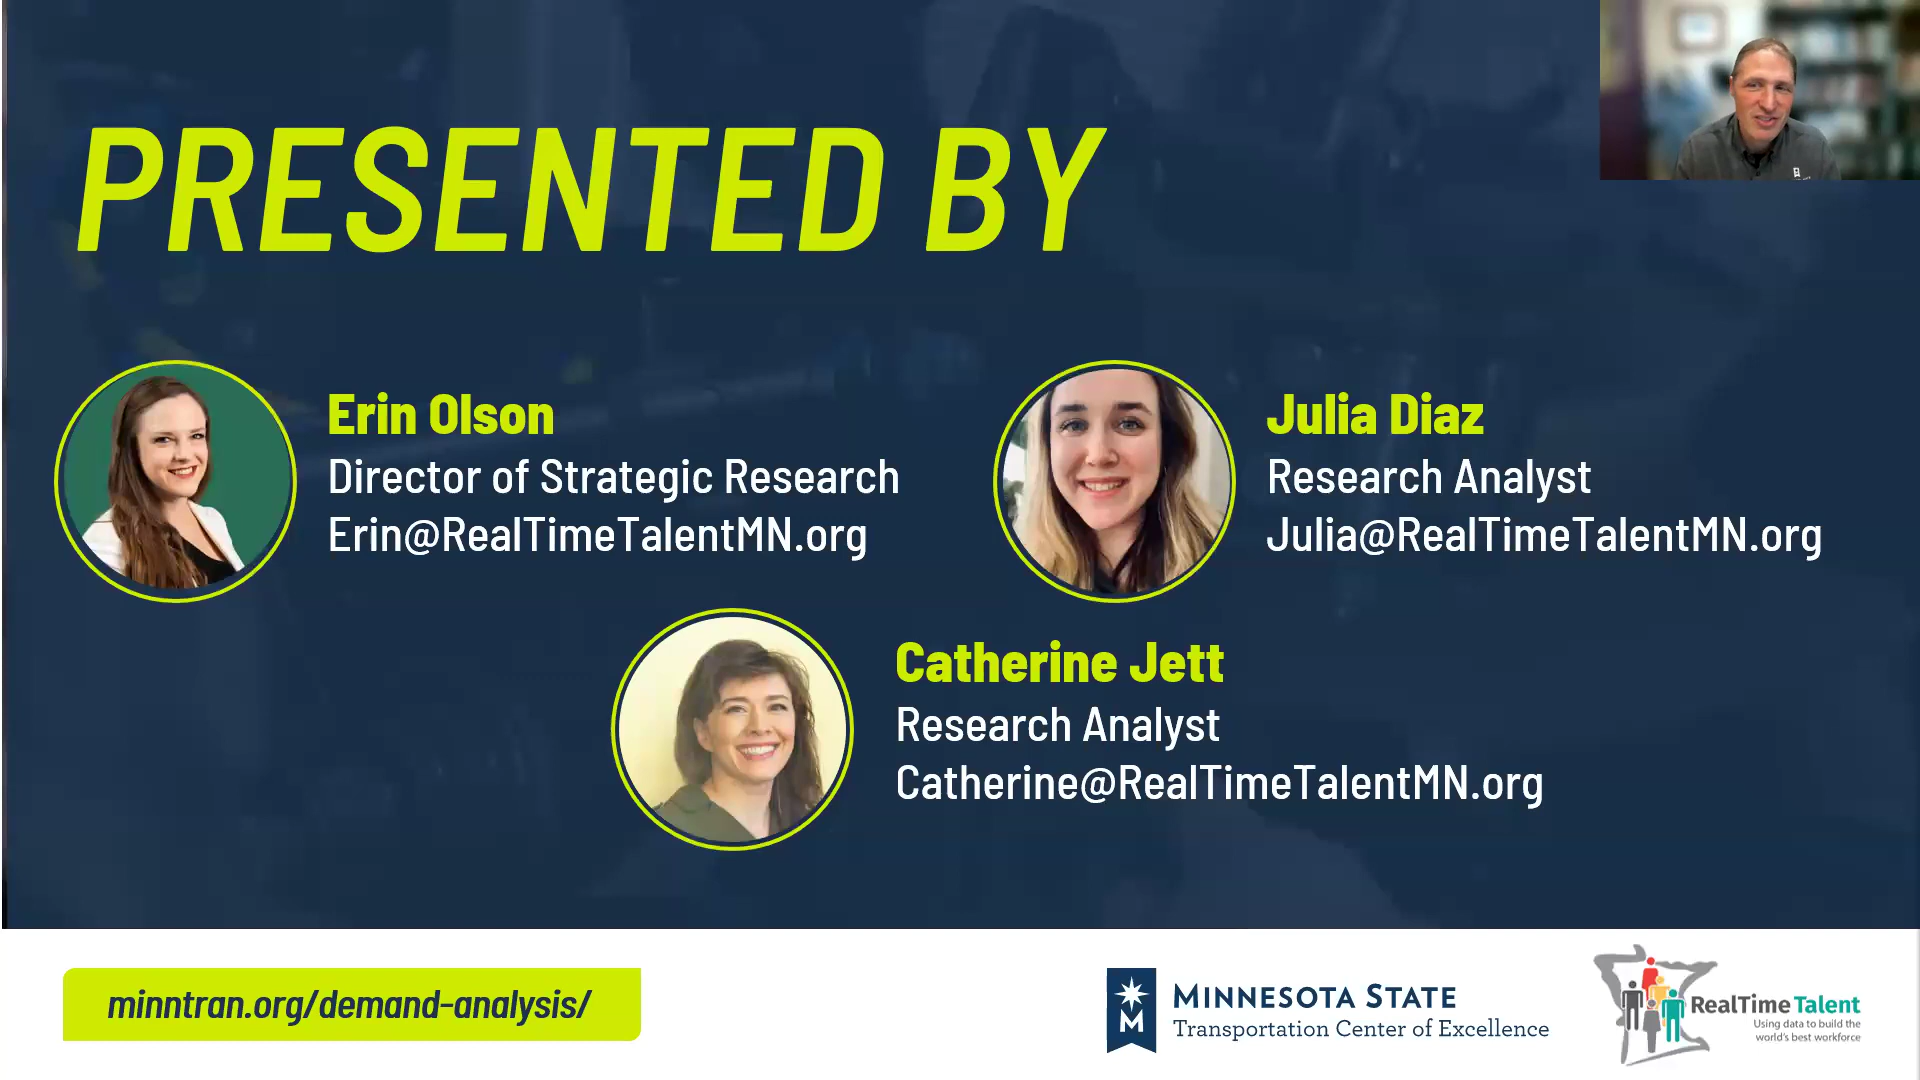 PRESENTED BY
Erin Olson
Director of Strategic Research
Erin@RealTimeTalentMN.org
Julia Diaz
Research Analyst
Julia@RealTimeTalentMN.org
Catherine Jett
Research Analyst
Catherine@RealTimeTalentMN.org
minntran.org/demand-analysis/
M
MINNESOTA STATE
Transportation Center of Excellence
RealTime Talent
Using data to build the
world's best workforce